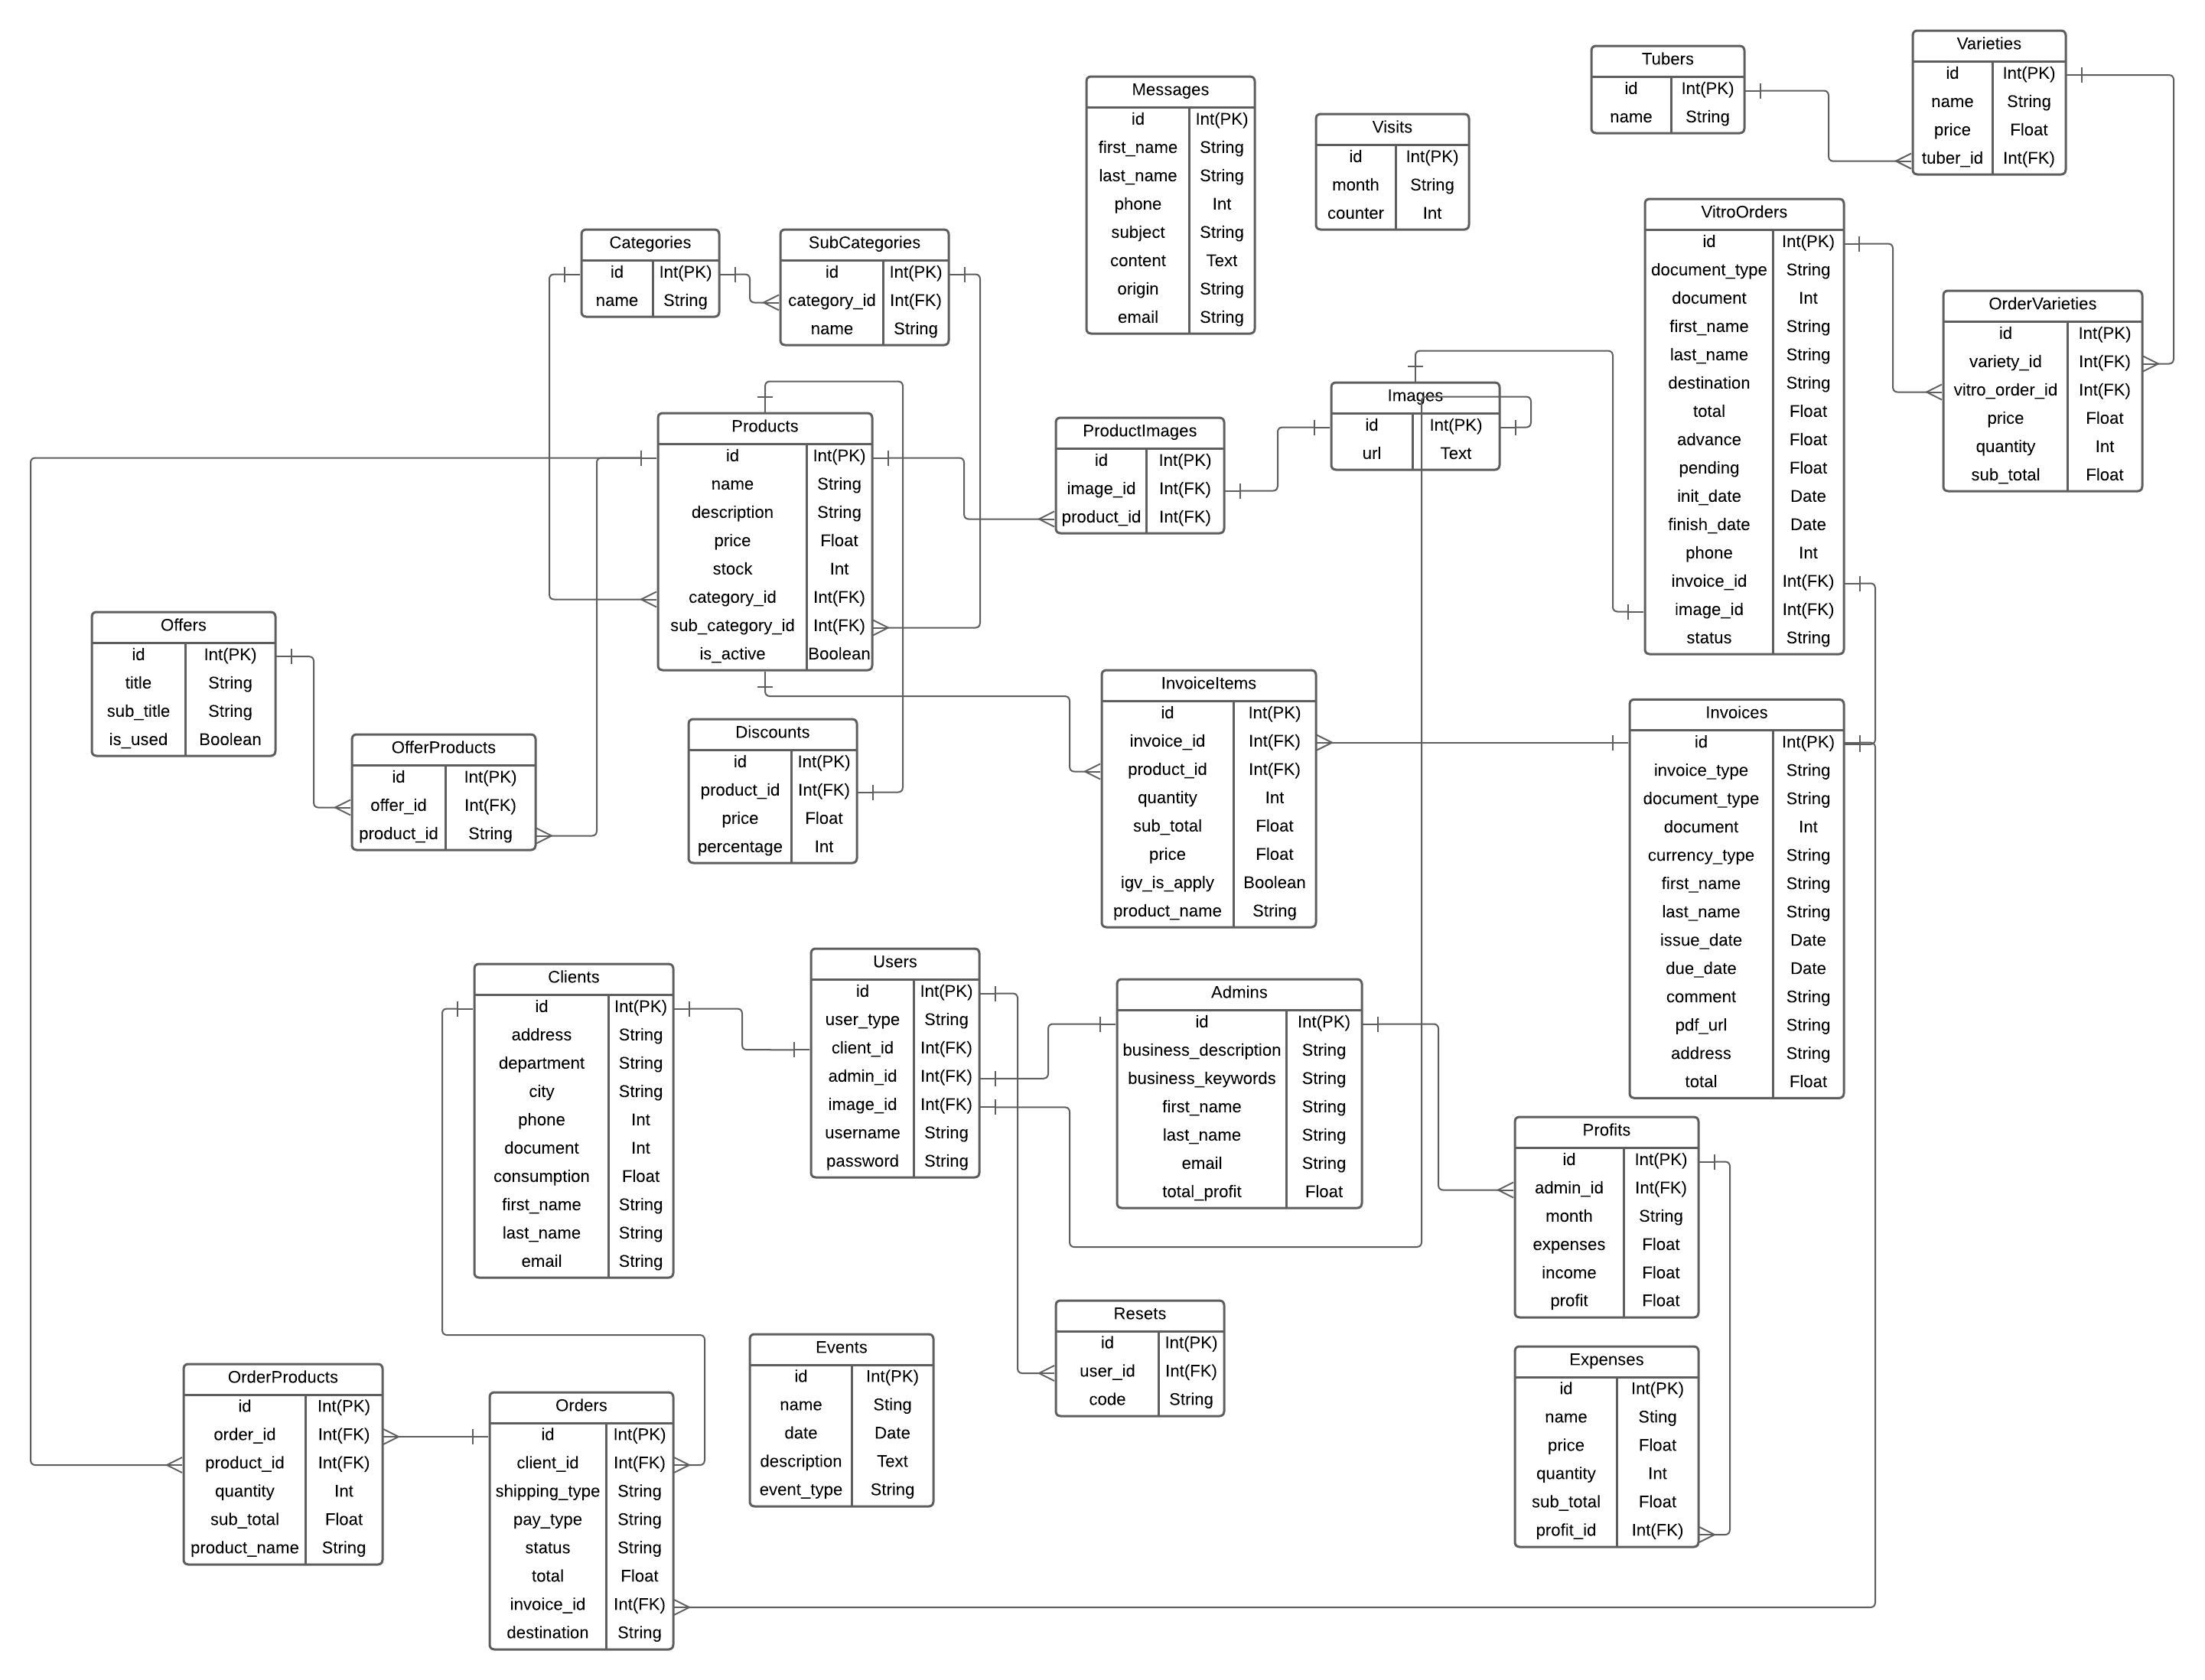 Varieties
id Int(PK)
name String
price Float
tuber_id Int(FK)
Tubers
id Int(PK)
name String
Messages
id Int(PK)
first_name String
last_name String
phone Int
subject String
content Text
origin String
email String
Visits
id Int(PK)
month String
counter Int
VitroOrders
id Int(PK)
document_type String
document Int
first_name String
last_name String
destination String
total Float
advance Float
pending Float
init_date Date
finish_date Date
phone Int
invoice_id Int(FK)
image_id Int(FK)
status String
Categories
id Int(PK)
name String
SubCategories
id Int(PK)
category_id Int(FK)
name String
OrderVarieties
id Int(PK)
variety_id Int(FK)
vitro_order_id Int(FK)
price Float
quantity Int
sub_total Float
Images
id Int(PK)
url Text
Products
id Int(PK)
name String
description String
price Float
stock Int
category_id Int(FK)
sub_category_id Int(FK)
is_active Boolean
ProductImages
id Int(PK)
image_id Int(FK)
product_id Int(FK)
Offers
id Int(PK)
title String
sub_title String
is_used Boolean
InvoiceItems
id Int(PK)
invoice_id Int(FK)
product_id Int(FK)
quantity Int
sub_total Float
price Float
igv_is_apply Boolean
product_name String
Invoices
id Int(PK)
invoice_type String
document_type String
document Int
currency_type String
first_name String
last_name String
issue_date Date
due_date Date
comment String
pdf_url String
address String
total Float
Discounts
id Int(PK)
product_id Int(FK)
price Float
percentage Int
OfferProducts
id Int(PK)
offer_id Int(FK)
product_id String
Clients
id Int(PK)
address String
department String
city String
phone Int
document Int
consumption Float
first_name String
last_name String
email String
Users
id Int(PK)
user_type String
client_id Int(FK)
admin_id Int(FK)
image_id Int(FK)
username String
password String
Admins
id Int(PK)
business_description String
business_keywords String
first_name String
last_name String
email String
total_profit Float
Profits
id Int(PK)
admin_id Int(FK)
month String
expenses Float
income Float
profit Float
Resets
id Int(PK)
user_id Int(FK)
code String
Events
id Int(PK)
name Sting
date Date
description Text
event_type String
Expenses
id Int(PK)
name Sting
price Float
quantity Int
sub_total Float
profit_id Int(FK)
OrderProducts
id Int(PK)
order_id Int(FK)
product_id Int(FK)
quantity Int
sub_total Float
product_name String
Orders
id Int(PK)
client_id Int(FK)
shipping_type String
pay_type String
status String
total Float
invoice_id Int(FK)
destination String